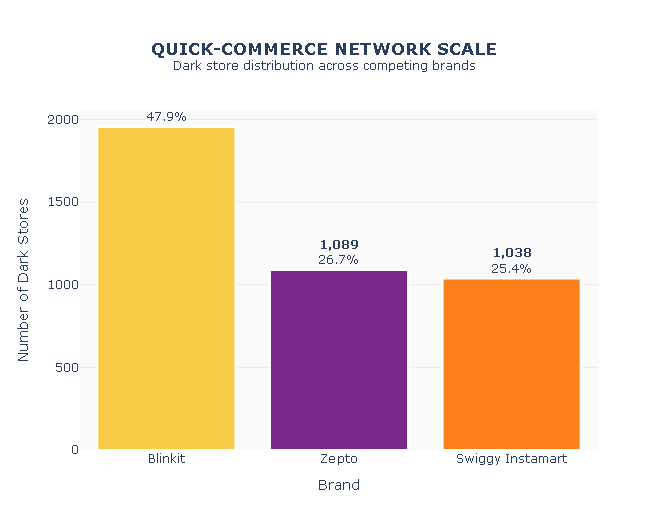 QUICK-COMMERCE NETWORK SCALE
Dark store distribution across competing brands
Number of Dark Stores
2000
1500
1000
500
0
47.9%
1,089
26.7%
1,038
25.4%
Blinkit
Zepto
Swiggy Instamart
Brand